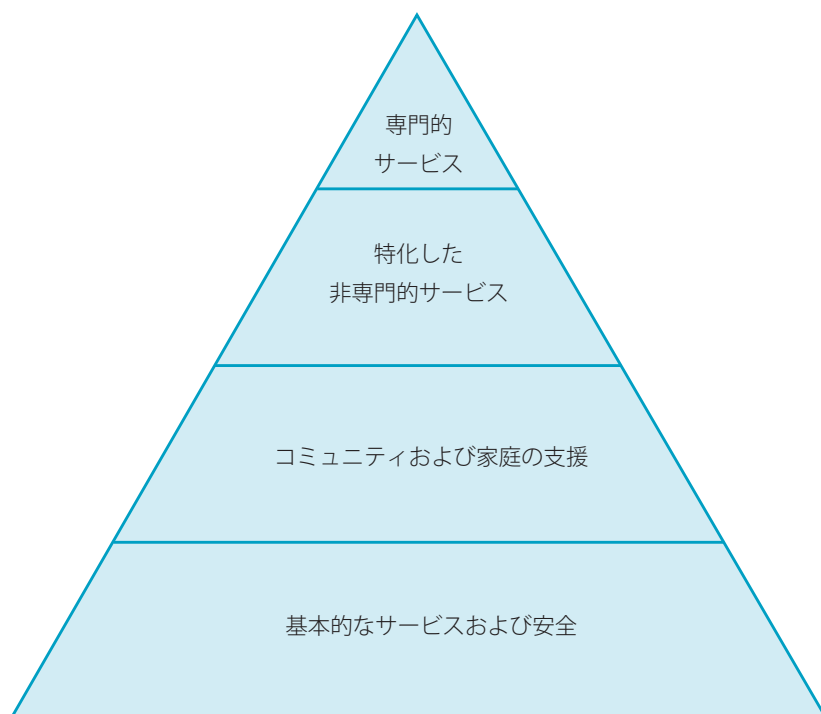 専門的
サービス
特化した
非専門的サービス
コミュニティおよび家庭の支援
基本的なサービスおよび安全